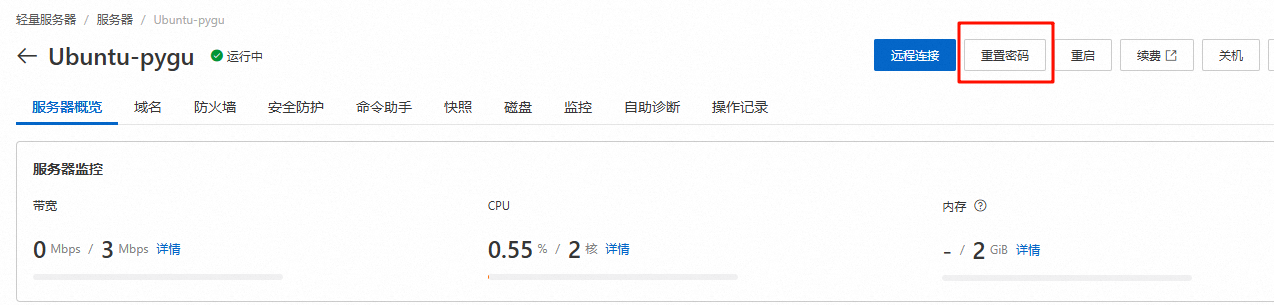 轻量服务器 / 服务器 / Ubuntu-pygu
← Ubuntu-pygu 运行中 远程连接 重置密码 重启 续费 关机
服务器概览 域名 防火墙 安全防护 命令助手 快照 磁盘 监控 自助诊断 操作记录
服务器监控
带宽 CPU 内存
0 Mbps / 3 Mbps 详情 0.55 % / 2 核 详情 - / 2 GiB 详情